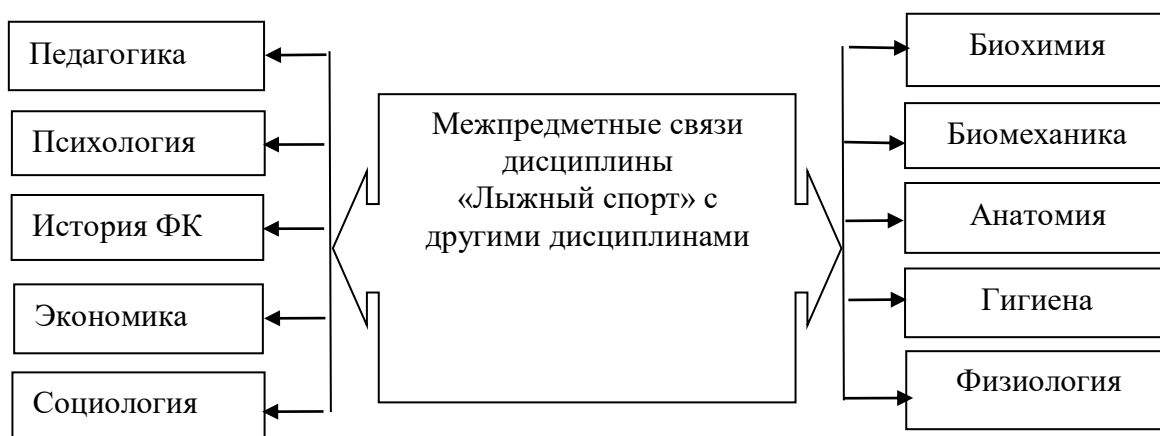 Педагогика
Психология
История ФК
Экономика
Социология
Межпредметные связи
дисциплины
«Лыжный спорт» с
другими дисциплинами
Биохимия
Биомеханика
Анатомия
Гигиена
Физиология